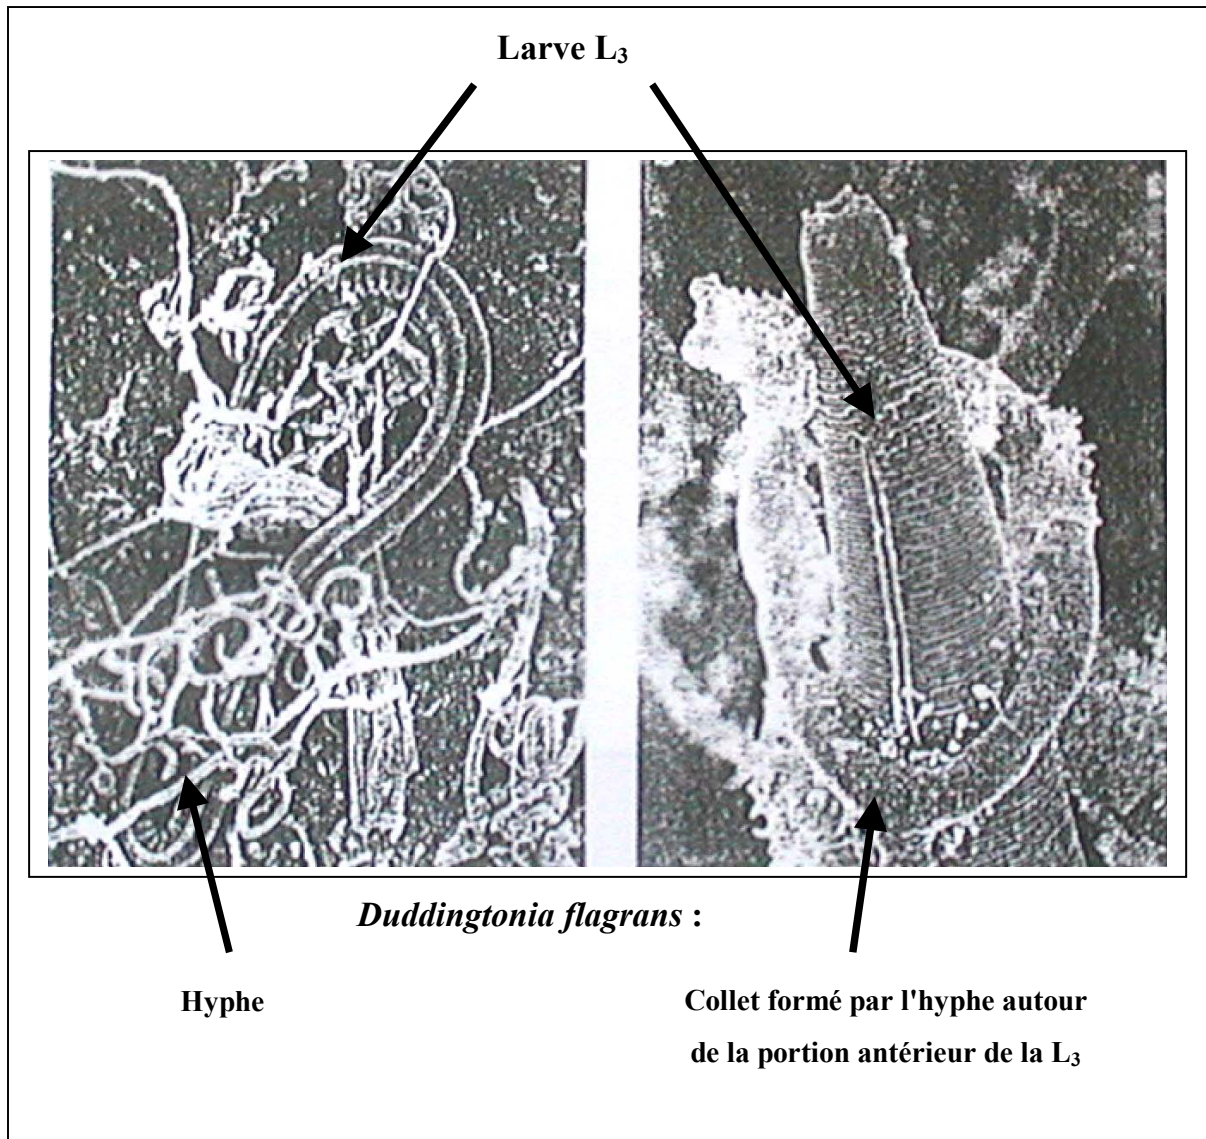 Larve L₃
Duddingtonia flagrans :
Hyphe
Collet formé par l'hyphe autour
de la portion antérieur de la L₃